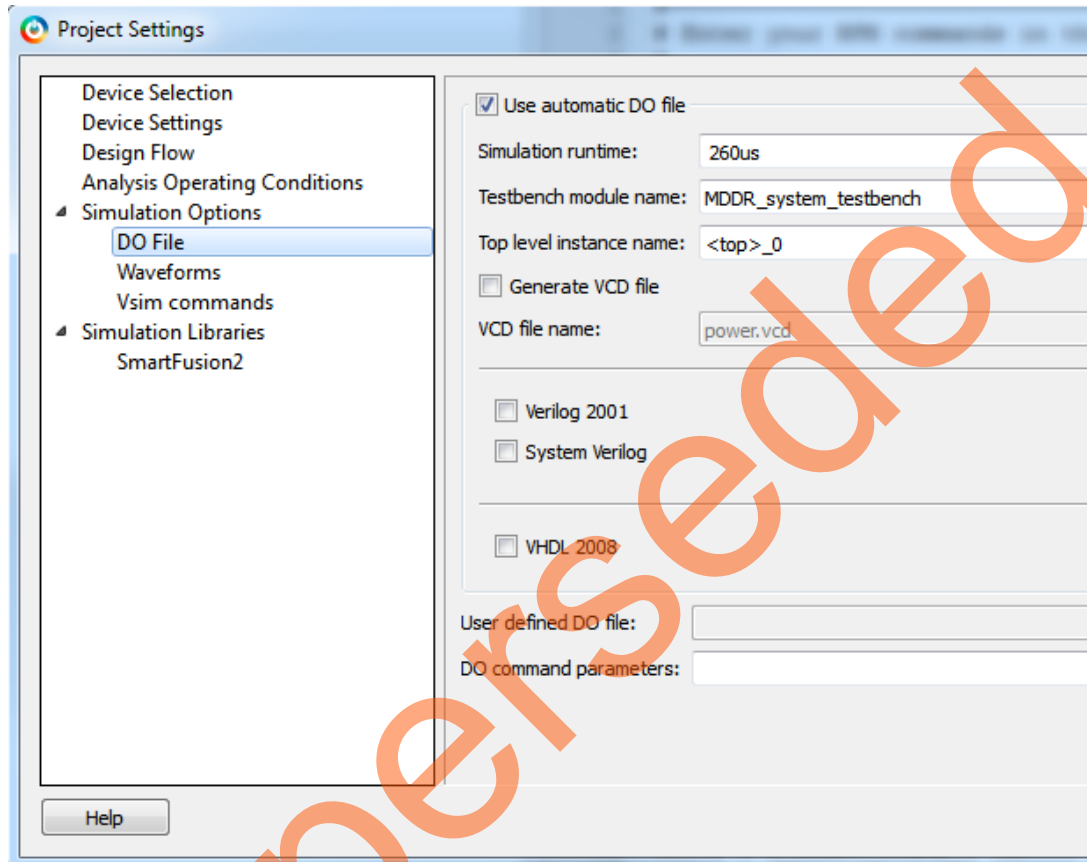 Project Settings
Device Selection
Device Settings
Design Flow
Analysis Operating Conditions
Simulation Options
DO File
Waveforms
Vsim commands
Simulation Libraries
SmartFusion2
Help
Use automatic DO file
Simulation runtime: 260us
Testbench module name: MDDR_system_testbench
Top level instance name: <top>_0
Generate VCD file
VCD file name: power.vcd
Verilog 2001
System Verilog
VHDL 2008
User defined DO file:
DO command parameters:
perseded